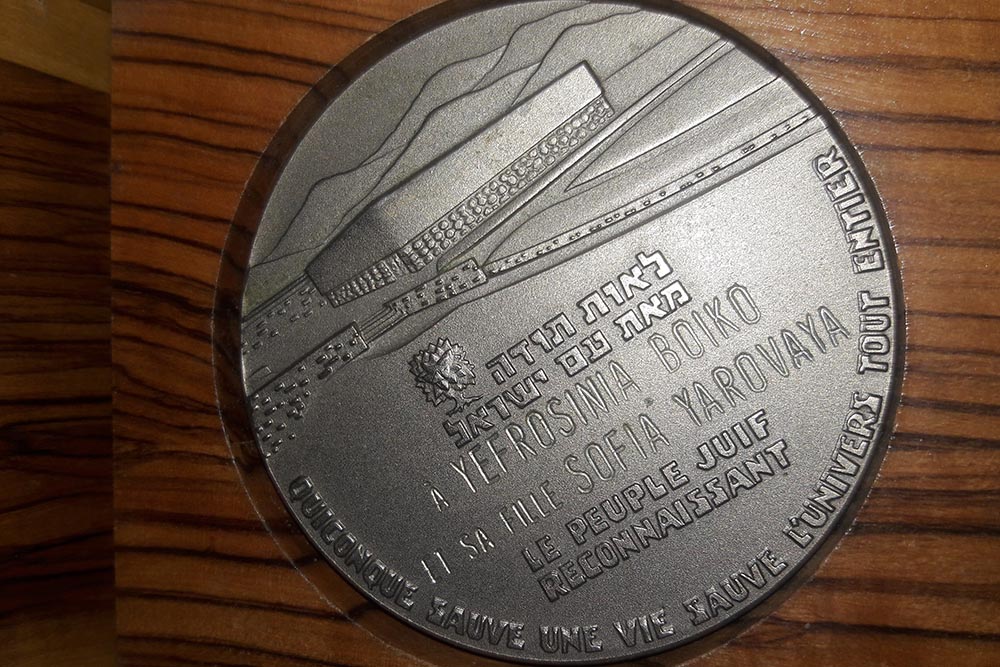 לאות תודה
מאת עם ישראל
À YEFROSINIA BOIKO
ET SA FILLE SOFIA YAROVAYA
LE PEUPLE JUIF
RECONNAISSANT
QUICONQUE SAUVE UNE VIE SAUVE L'UNIVERS TOUT ENTIER